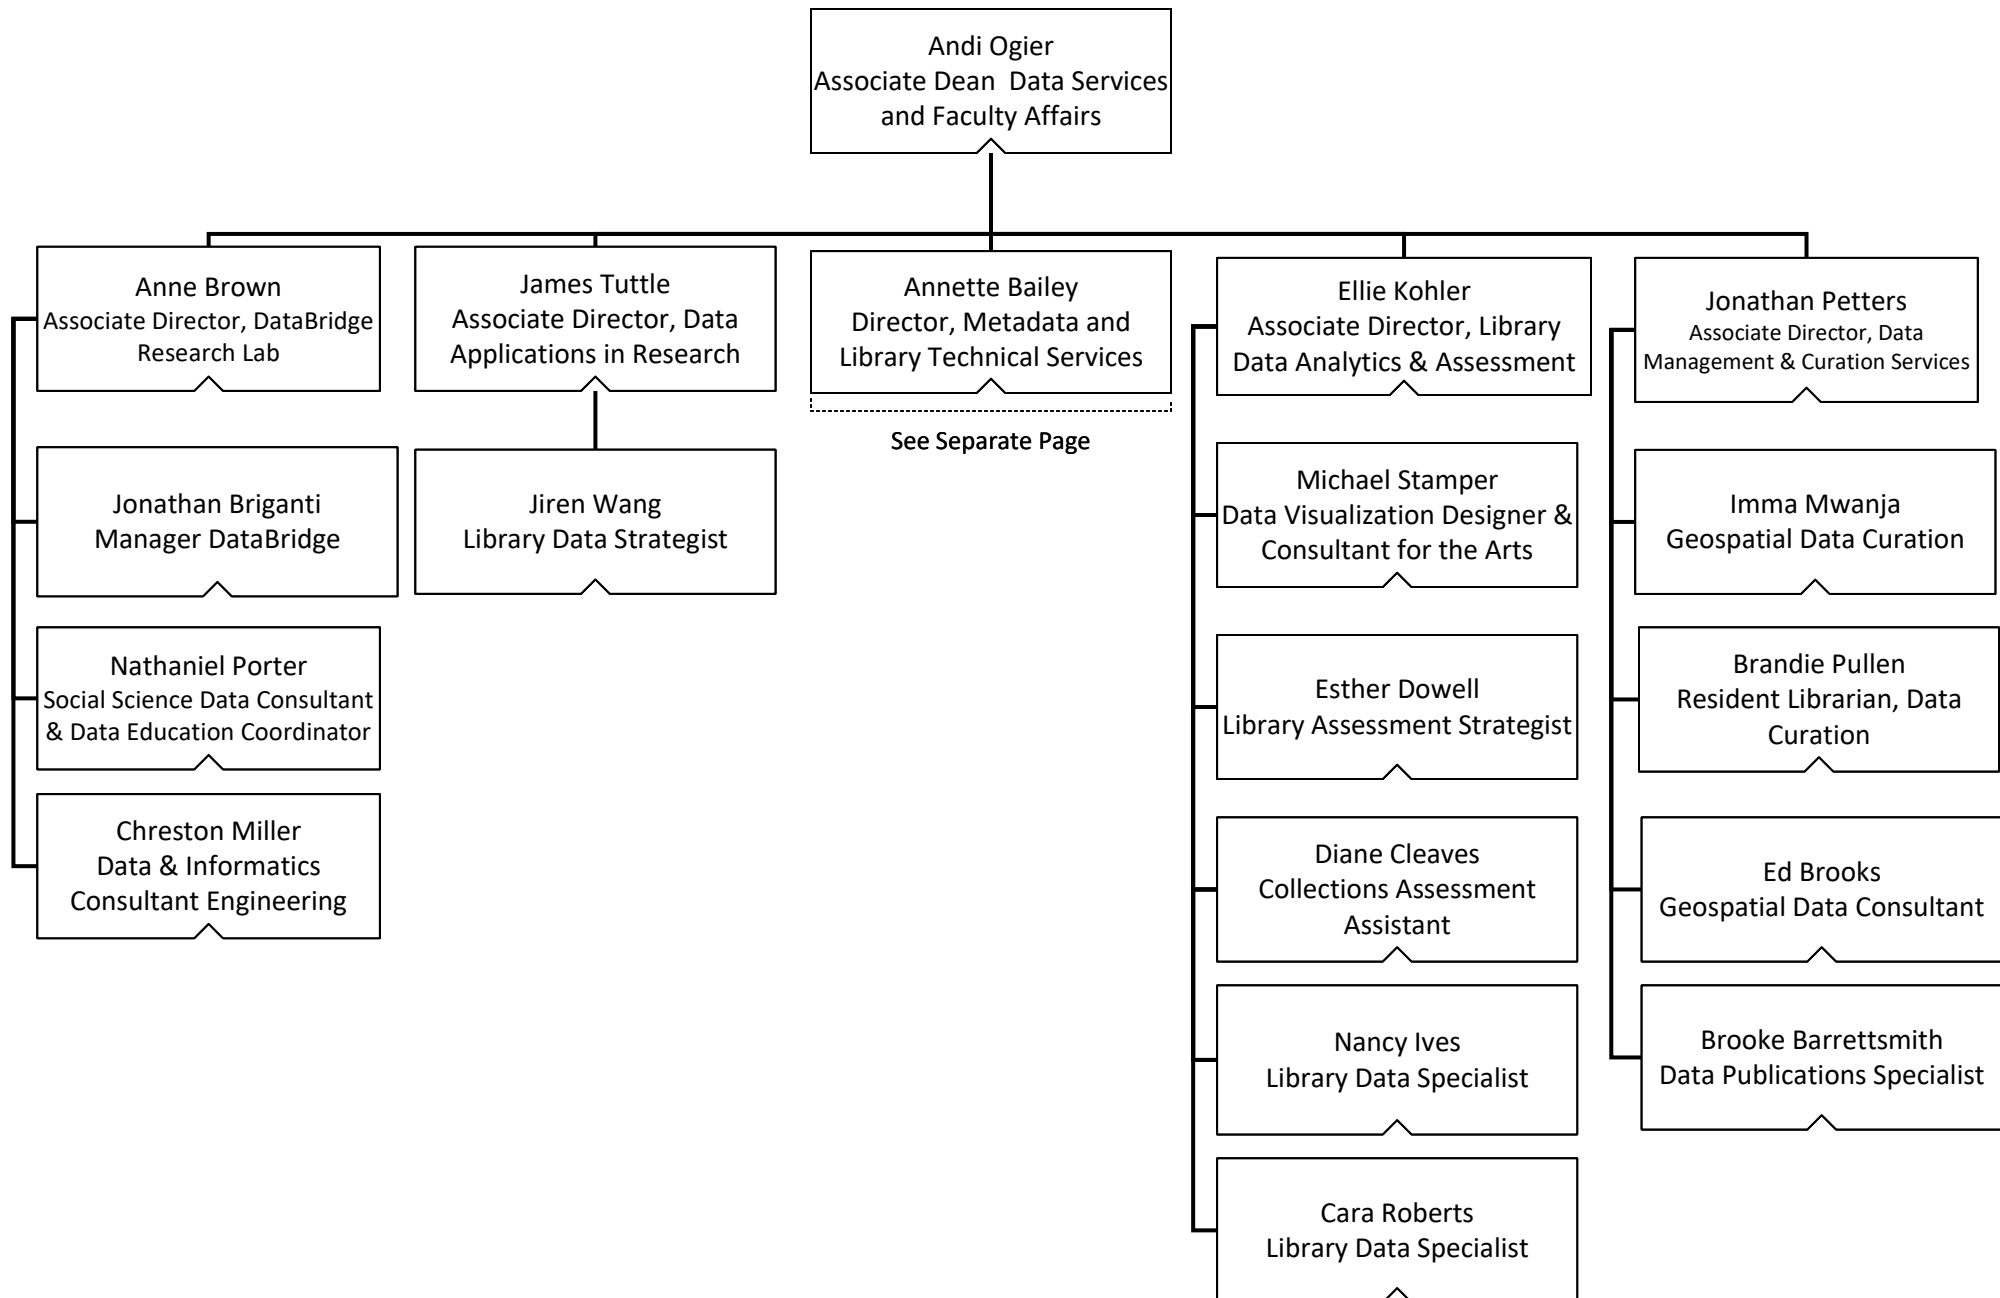 Andi Ogier
Associate Dean  Data Services
and Faculty Affairs
Anne Brown
Associate Director, DataBridge
Research Lab
James Tuttle
Associate Director, Data
Applications in Research
Annette Bailey
Director, Metadata and
Library Technical Services
See Separate Page
Ellie Kohler
Associate Director, Library
Data Analytics & Assessment
Jonathan Petters
Associate Director, Data
Management & Curation Services
Jonathan Briganti
Manager DataBridge
Nathaniel Porter
Social Science Data Consultant
& Data Education Coordinator
Chreston Miller
Data & Informatics
Consultant Engineering
Jiren Wang
Library Data Strategist
Michael Stamper
Data Visualization Designer &
Consultant for the Arts
Esther Dowell
Library Assessment Strategist
Diane Cleaves
Collections Assessment
Assistant
Nancy Ives
Library Data Specialist
Cara Roberts
Library Data Specialist
Imma Mwanja
Geospatial Data Curation
Brandie Pullen
Resident Librarian, Data
Curation
Ed Brooks
Geospatial Data Consultant
Brooke Barrettsmith
Data Publications Specialist